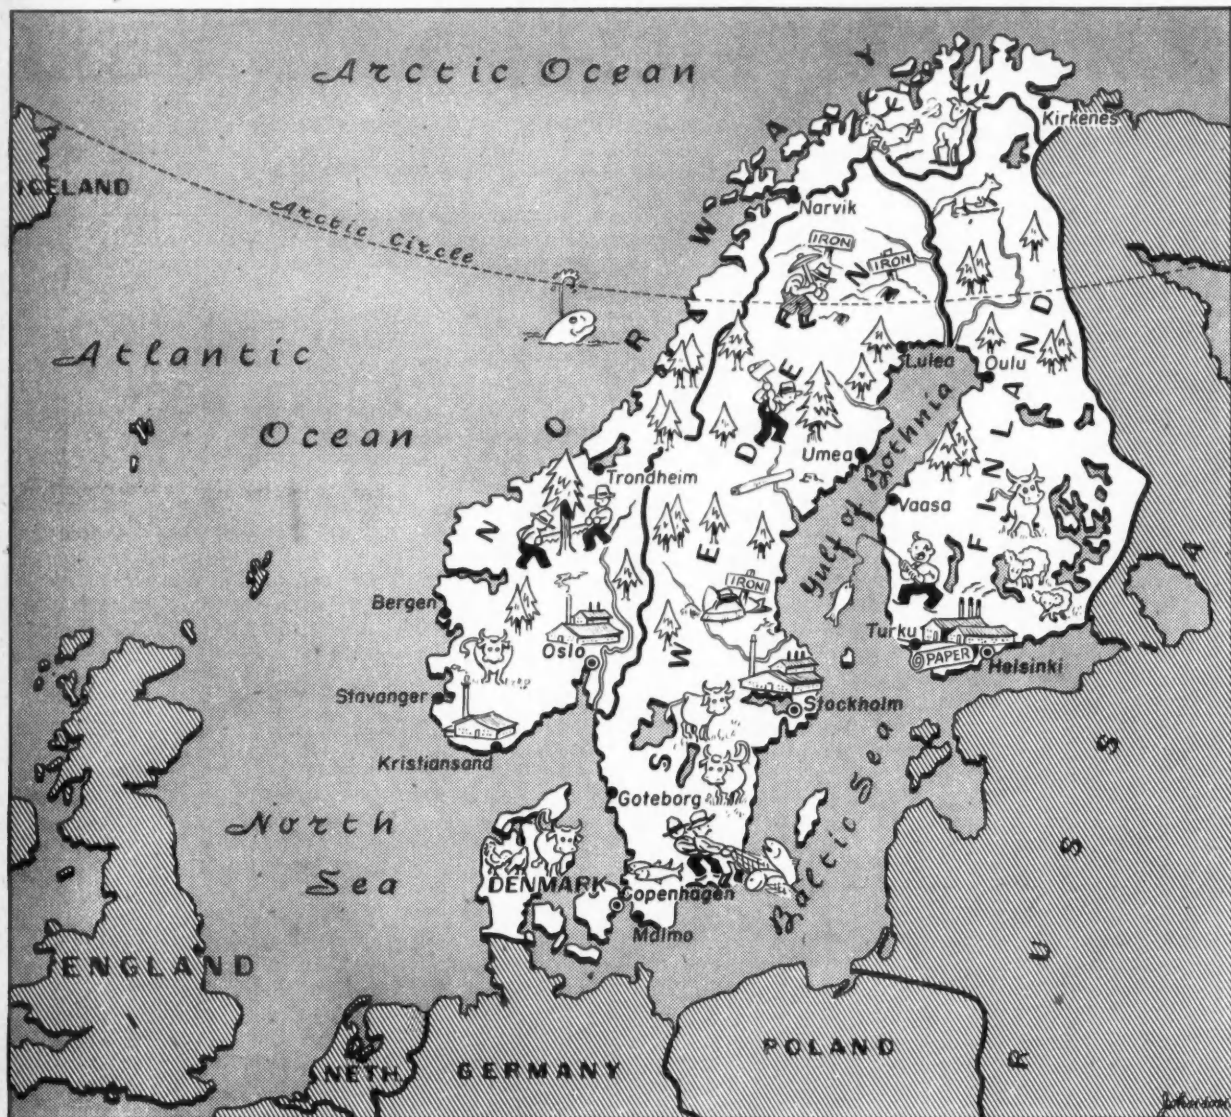 Arctic Ocean
ICELAND
Arctic Circle
Atlantic
Ocean
NORWAY
SWEDEN
FINLAND
Kirkenes
Narvik
IRON
IRON
Lulea
Oulu
Gulf of Bothnia
Umea
Trondheim
Vaasa
Bergen
IRON
Oslo
Turku
PAPER
Helsinki
Stavanger
Stockholm
Kristiansand
Goteborg
North
Sea
Baltic Sea
DENMARK
Copenhagen
Malmo
ENGLAND
NETH
GERMANY
POLAND
RUSSIA
Johnson